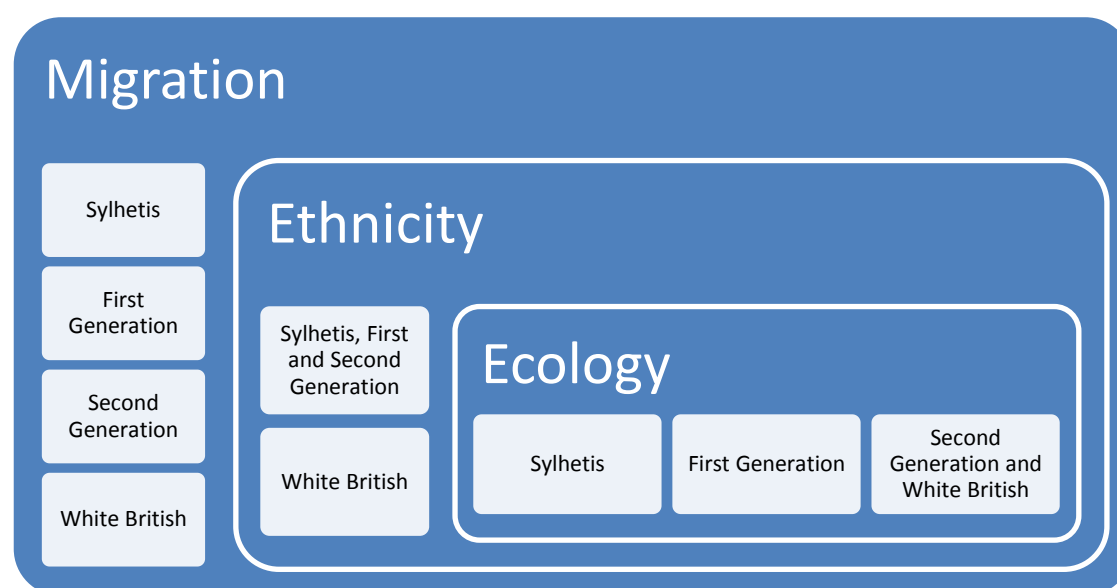 Migration
Sylhetis
First
Generation
Second
Generation
White British
Ethnicity
Sylhetis, First
and Second
Generation
White British
Ecology
Sylhetis
First Generation
Second
Generation and
White British